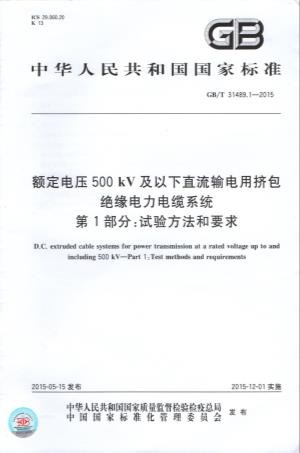 ICS 29.060.20
K 13
GB
中华人民共和国国家标准
GB/T 31489.1—2015
额定电压 500 kV 及以下直流输电用挤包
绝缘电力电缆系统
第 1 部分:试验方法和要求
D.C. extruded cable systems for power transmission at a rated voltage up to and
including 500 kV—Part 1:Test methods and requirements
2015-05-15 发布
2015-12-01 实施
中华人民共和国国家质量监督检验检疫总局
中国国家标准化管理委员会
发布